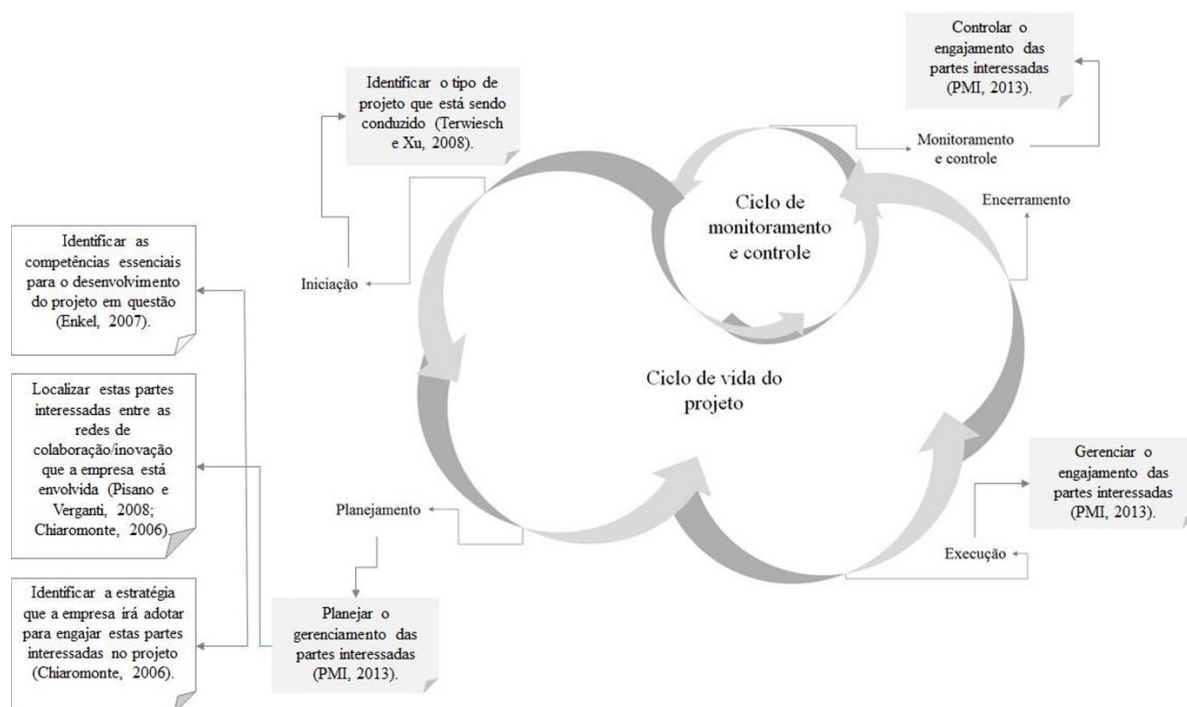 Controlar o
engajamento das
partes interessadas
(PMI, 2013).
Identificar o tipo de
projeto que está sendo
conduzido (Terwiesch
e Xu, 2008).
Monitoramento
e controle
Encerramento
Ciclo de
monitoramento
e controle
Identificar as
competências essenciais
para o desenvolvimento
do projeto em questão
(Enkel, 2007).
Iniciação
Localizar estas partes
interessadas entre as
redes de
colaboração/inovação
que a empresa está
envolvida (Pisano e
Verganti, 2008;
Chiaromonte, 2006).
Ciclo de vida do
projeto
Gerenciar o
engajamento das
partes interessadas
(PMI, 2013).
Planejamento
Execução
Identificar a estratégia
que a empresa irá adotar
para engajar estas partes
interessadas no projeto
(Chiaromonte, 2006).
Planejar o
gerenciamento das
partes interessadas
(PMI, 2013).